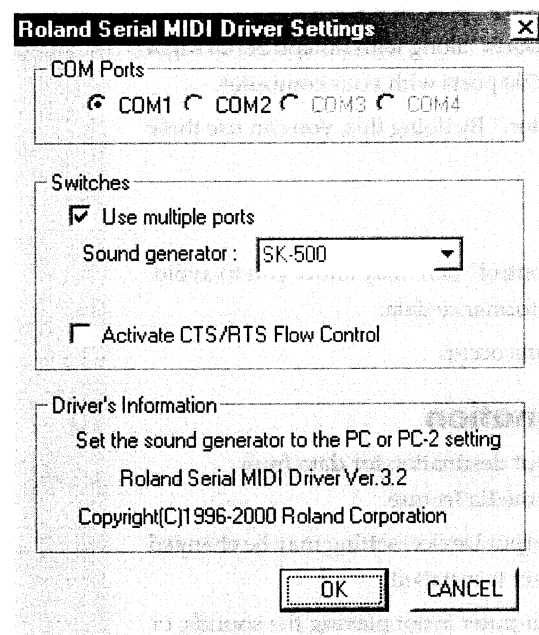 Roland Serial MIDI Driver Settings
COM Ports
COM1 COM2 COM3 COM4
Switches
Use multiple ports
Sound generator : SK-500
Activate CTS/RTS Flow Control
Driver's Information
Set the sound generator to the PC or PC-2 setting
Roland Serial MIDI Driver Ver.3.2
Copyright(C)1996-2000 Roland Corporation
OK CANCEL